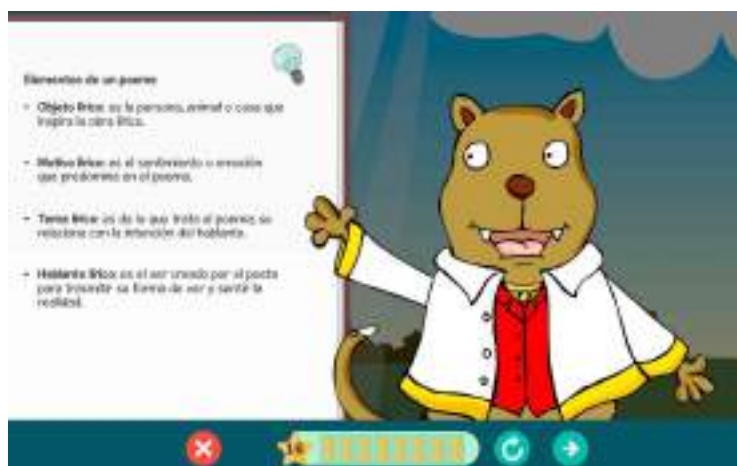 Elementos de un poema
• Objeto lírico: es la persona, animal o cosa que
inspira la obra lírica.
• Motivo lírico: es el sentimiento o emoción
que predomina en el poema.
• Tema lírico: es de lo que trata el poema; se
relaciona con la intención del hablante.
• Hablante lírico: es el ser creado por el poeta
para transmitir su forma de ver y sentir la
realidad.